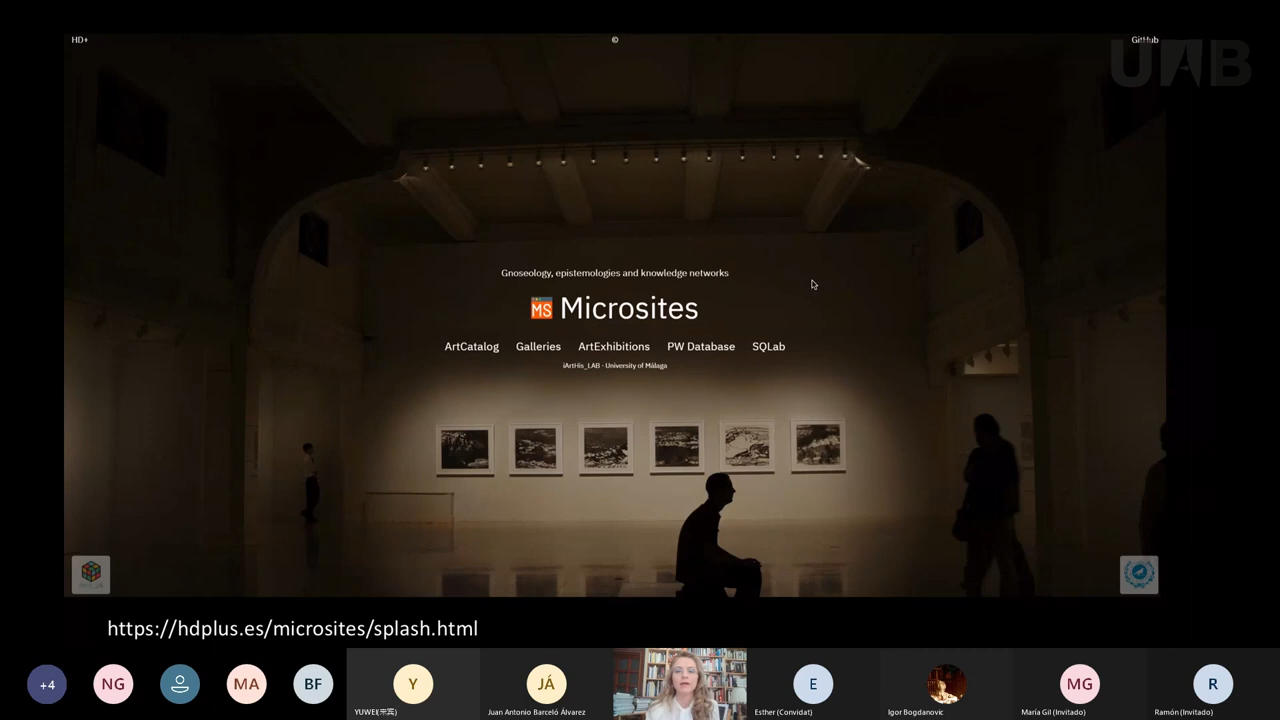 HD+
©
GitHub
UAB
Gnoseology, epistemologies and knowledge networks
MS Microsites
ArtCatalog Galleries ArtExhibitions PW Database SQLab
iArtHis_LAB · University of Málaga
https://hdplus.es/microsites/splash.html
+4
NG
MA
BF
Y
JÁ
E
MG
R
YUWEI(宋宾)
Juan Antonio Barceló Álvarez
Esther (Convidat)
Igor Bogdanovic
María Gil (Invitado)
Ramón (Invitado)